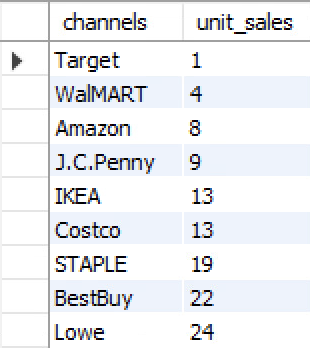 channels unit_sales
Target 1
WalMART 4
Amazon 8
J.C.Penny 9
IKEA 13
Costco 13
STAPLE 19
BestBuy 22
Lowe 24